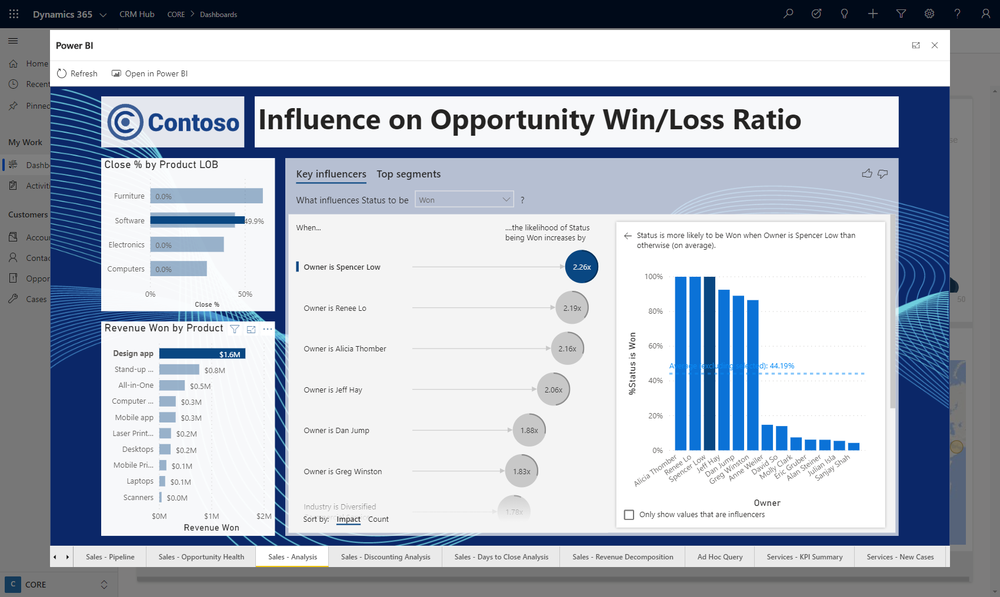 Dynamics 365
CRM Hub
CORE > Dashboards
Power BI
Refresh
Open in Power BI
Home
Recent
Pinned
My Work
Dashb
Activiti
Customers
Accou
Contac
Oppor
Cases
C
CORE
Contoso
Influence on Opportunity Win/Loss Ratio
Close % by Product LOB
Furniture 0.0%
Software 49.9%
Electronics 0.0%
Computers 0.0%
0% 50%
Close %
Revenue Won by Product
Design app $1.6M
Stand-up ... $0.8M
All-in-One $0.5M
Computer ... $0.3M
Mobile app $0.3M
Laser Print... $0.2M
Desktops $0.2M
Mobile Pri... $0.1M
Laptops $0.1M
Scanners $0.0M
$0M $1M $2M
Revenue Won
Key influencers Top segments
What influences Status to be Won ?
When...
....the likelihood of Status
being Won increases by
Owner is Spencer Low 2.26x
Owner is Renee Lo 2.19x
Owner is Alicia Thomber 2.16x
Owner is Jeff Hay 2.06x
Owner is Dan Jump 1.88x
Owner is Greg Winston 1.83x
Industry is Diversified
Commercial Services 1.78x
Sort by: Impact Count
Status is more likely to be Won when Owner is Spencer Low than
otherwise (on average).
100%
80%
60%
40%
20%
0%
%Status is Won
Average (excluding selected): 44.19%
Alicia Thomber
Renee Lo
Spencer Low
Jeff Hay
Dan Jump
Greg Winston
Anne Weiler
David So
Molly Clark
Eric Gruber
Alan Steiner
Julian Isla
Sanjay Shah
Owner
Only show values that are influencers
se
50
Sales - Pipeline
Sales - Opportunity Health
Sales - Analysis
Sales - Discounting Analysis
Sales - Days to Close Analysis
Sales - Revenue Decomposition
Ad Hoc Query
Services - KPI Summary
Services - New Cases